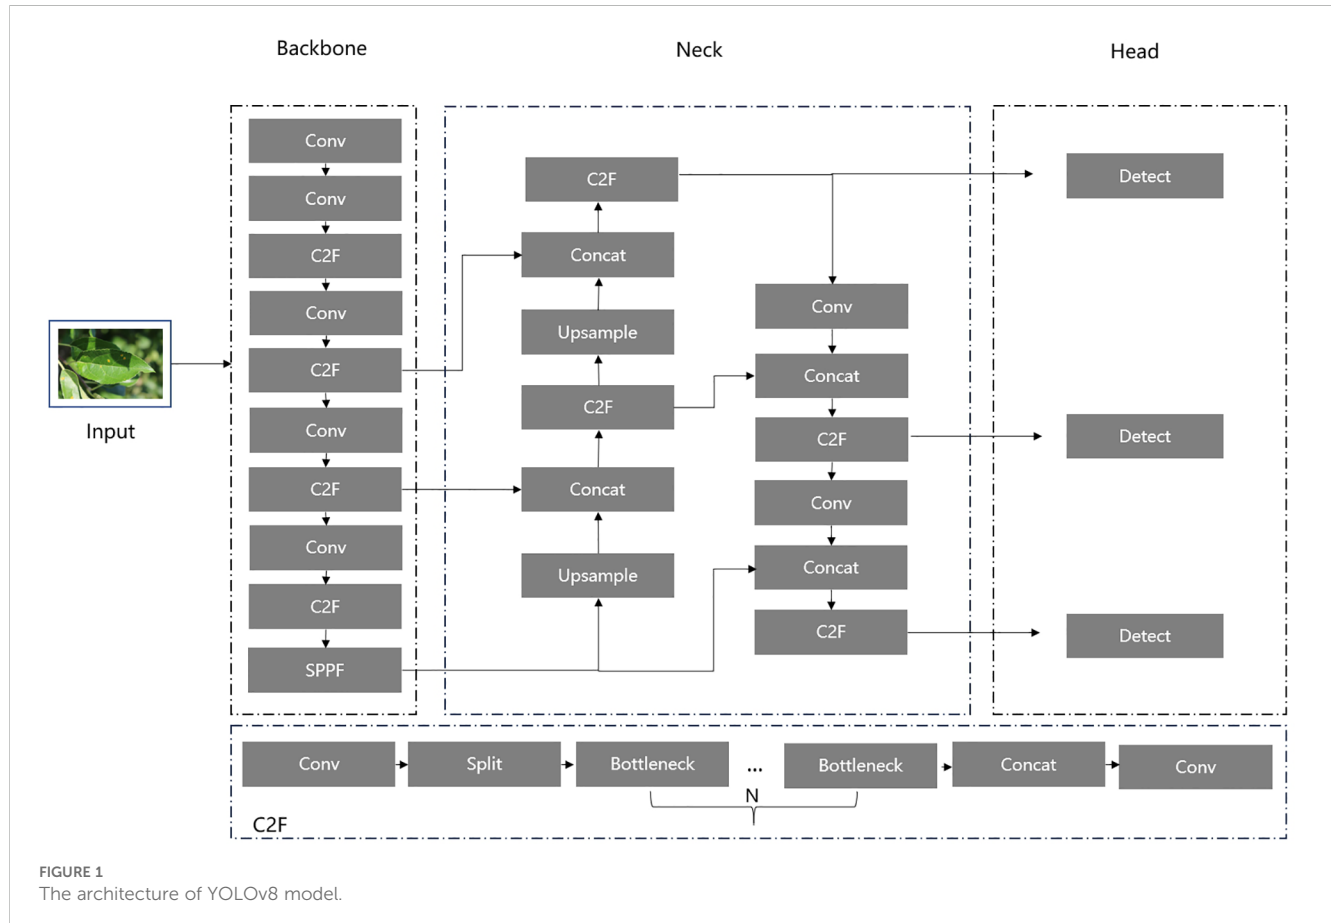 Backbone
Neck
Head
Conv
Conv
C2F
Conv
C2F
Conv
C2F
Conv
C2F
SPPF
Input
C2F
Concat
Upsample
C2F
Concat
Upsample
Conv
Concat
C2F
Conv
Concat
C2F
Detect
Detect
Detect
Conv
Split
Bottleneck
...
Bottleneck
Concat
Conv
N
C2F
FIGURE 1
The architecture of YOLOv8 model.